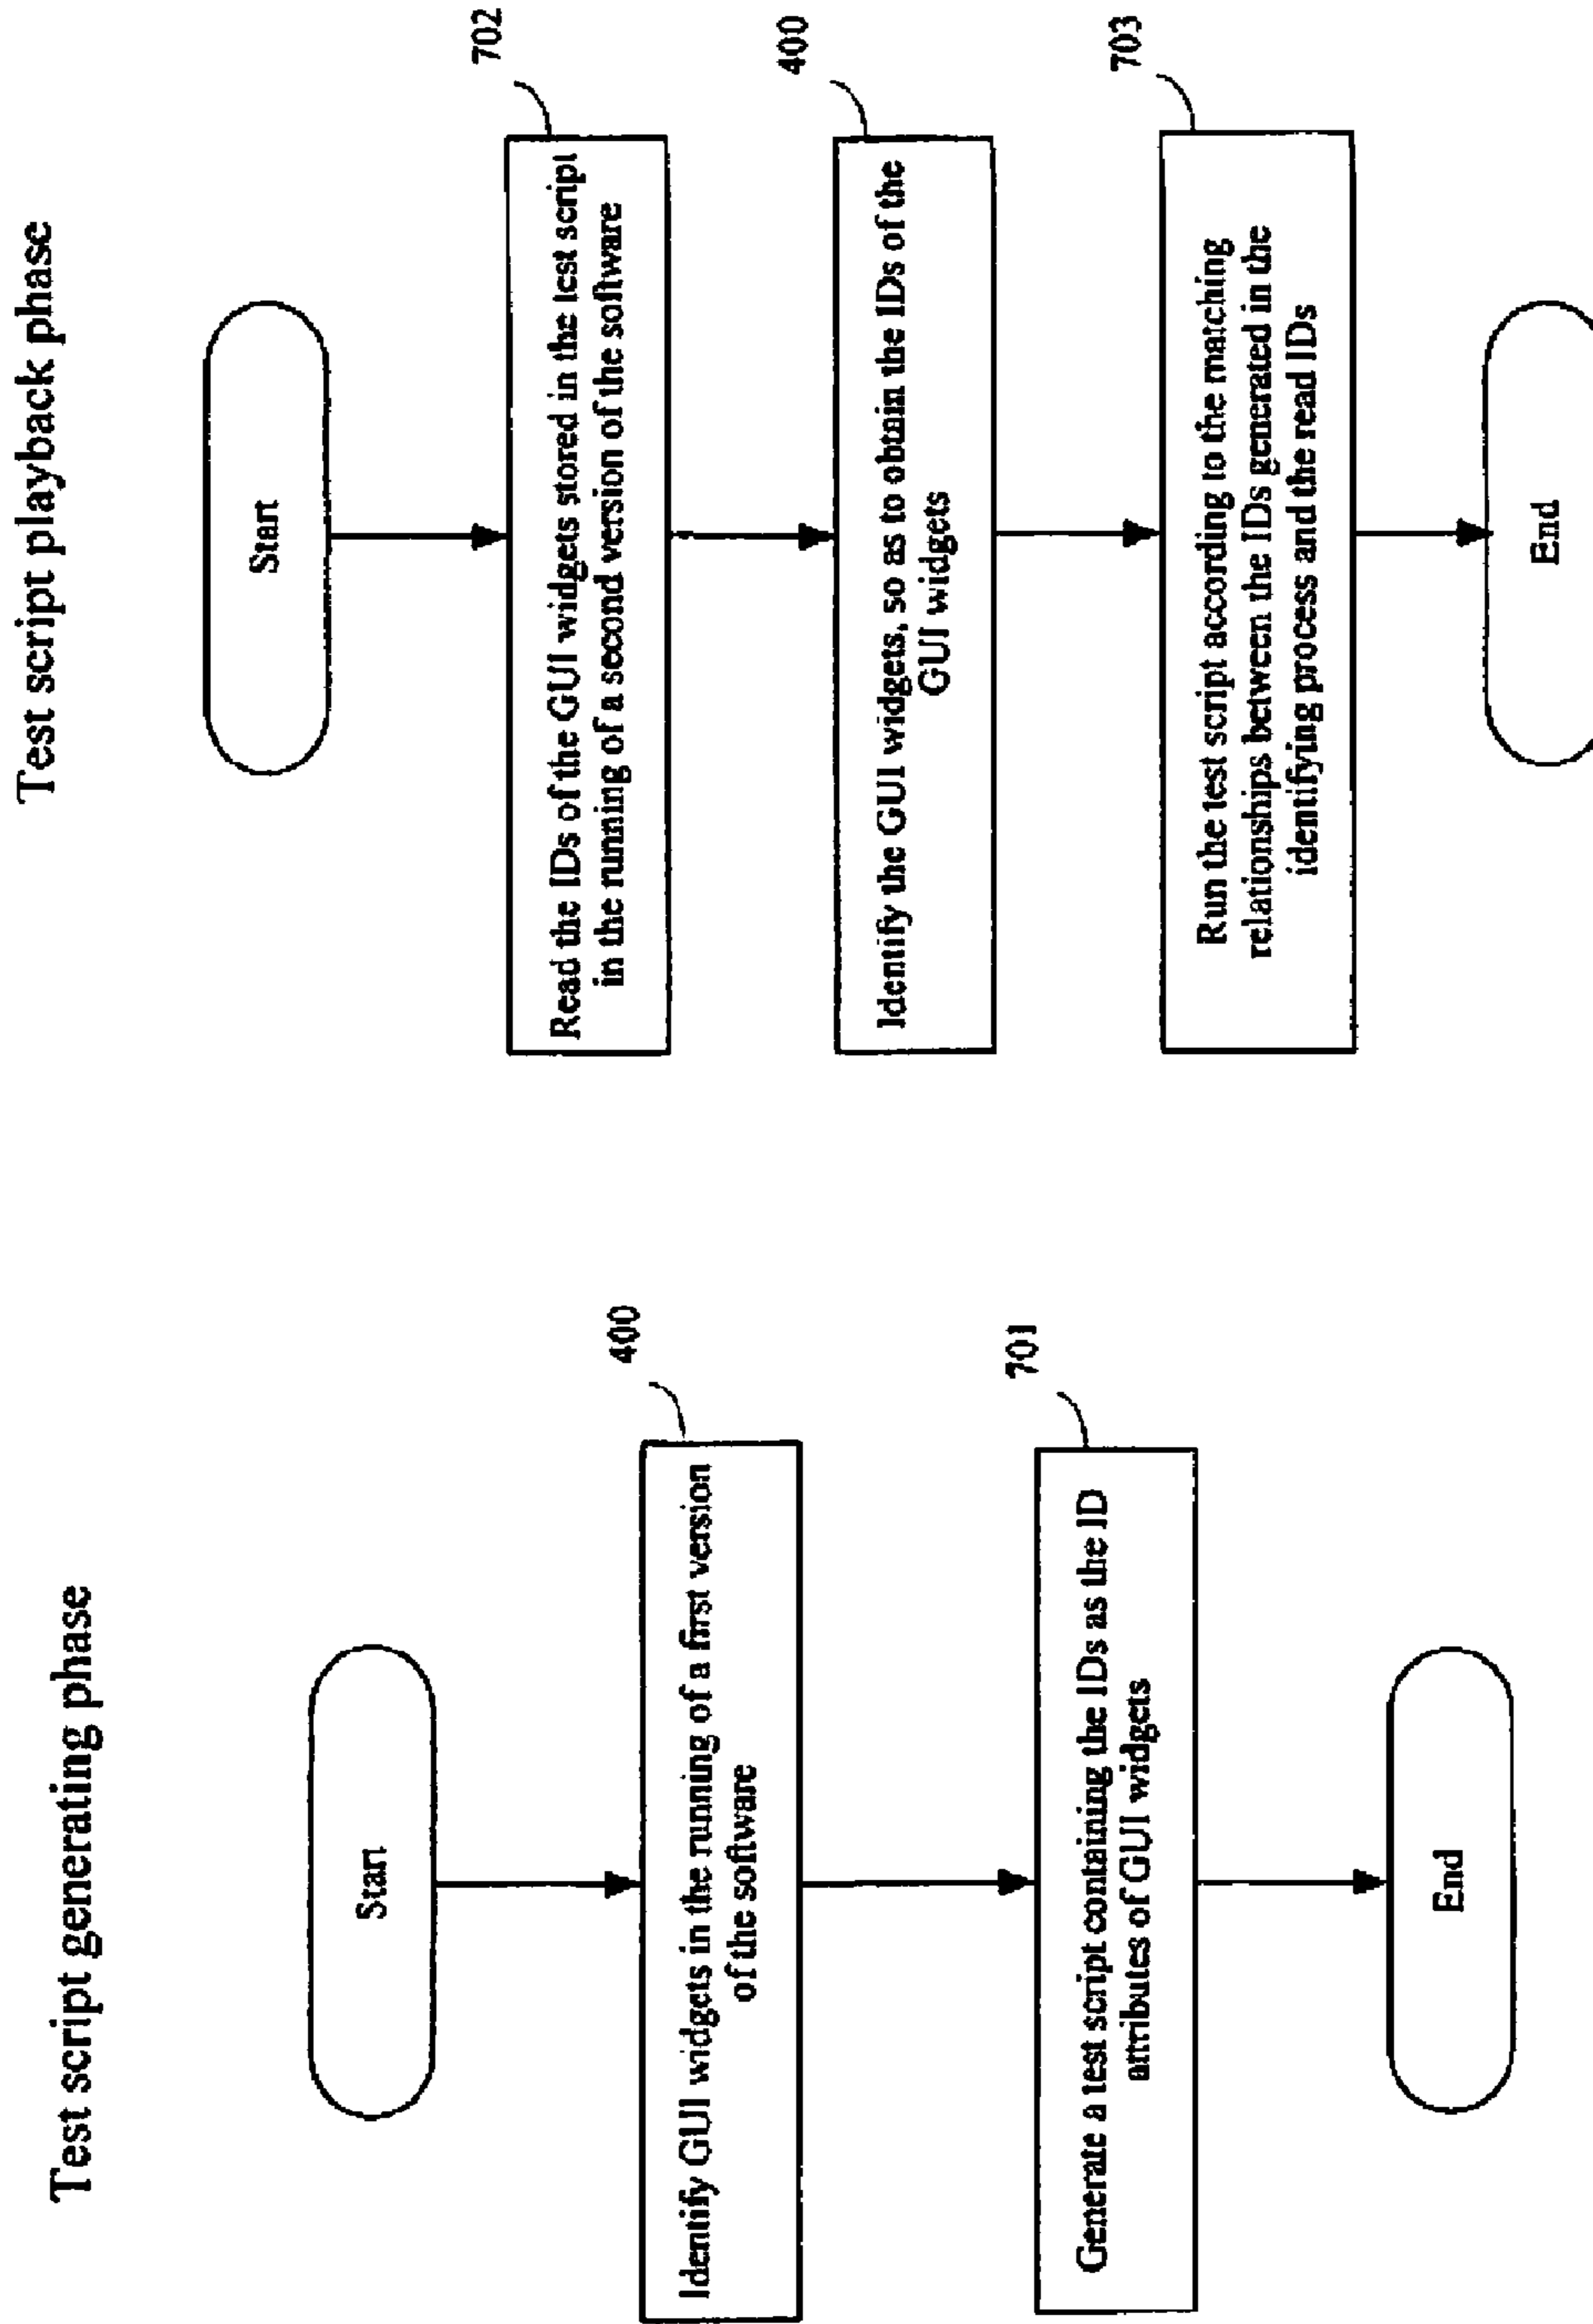 Test script generating phase
Start
400
Identify GUI widgets in the running of a first version
of the software
701
Generate a test script containing the IDs as the ID
attributes of GUI widgets
End
Test script playback phase
Start
702
Read the IDs of the GUI widgets stored in the test script
in the running of a second version of the software
400
Identify the GUI widgets, so as to obtain the IDs of the
GUI widgets
703
Run the test script according to the matching
relationships between the IDs generated in the
identifying process and the read IDs
End